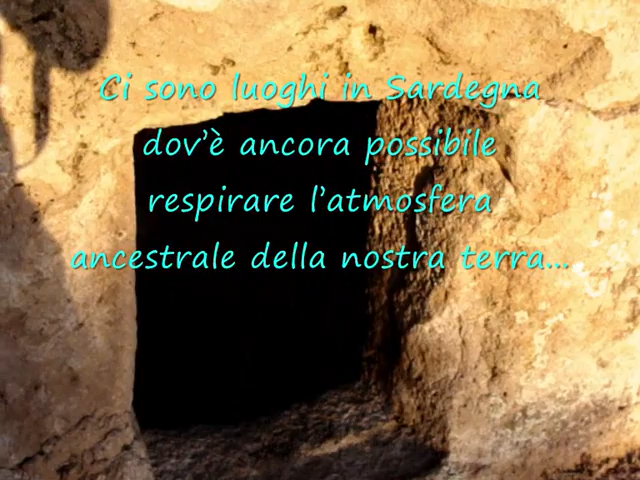 Ci sono luoghi in Sardegna
dov'è ancora possibile
respirare l'atmosfera
ancestrale della nostra terra...